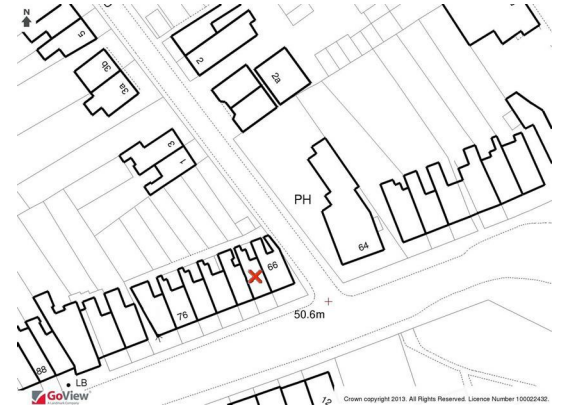 N
5
3b
3a
2
2a
3
1
PH
64
66
76
50.6m
88
LB
12
GoView
Crown copyright 2013. All Rights Reserved. Licence Number 100022432.